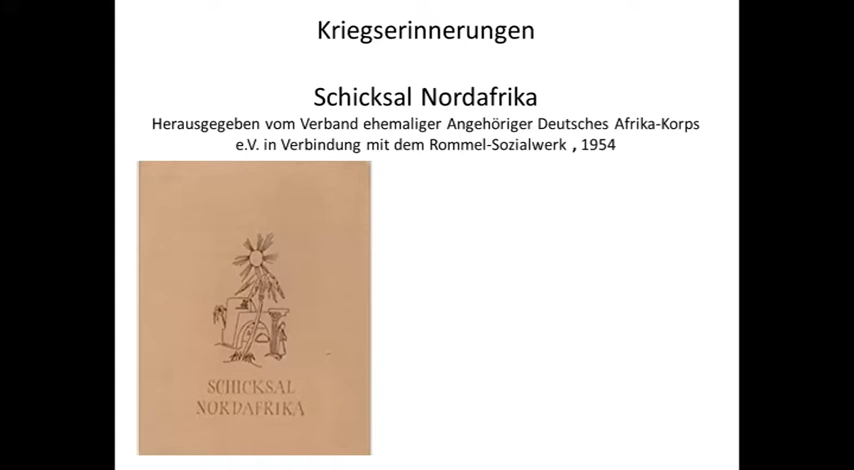 Kriegserinnerungen
Schicksal Nordafrika
Herausgegeben vom Verband ehemaliger Angehöriger Deutsches Afrika-Korps
e.V. in Verbindung mit dem Rommel-Sozialwerk , 1954
SCHICKSAL
NORDAFRIKA